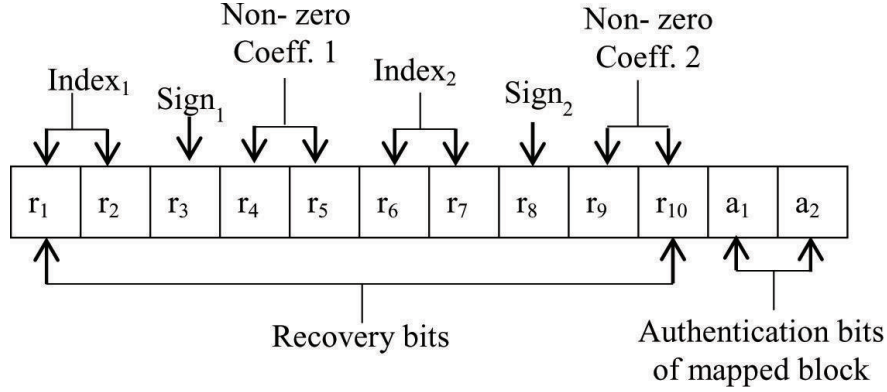 Non- zero
Coeff. 1
Non- zero
Coeff. 2
Index₁
Sign₁
Index₂
Sign₂
r₁ r₂ r₃ r₄ r₅ r₆ r₇ r₈ r₉ r₁₀ a₁ a₂
Recovery bits
Authentication bits
of mapped block